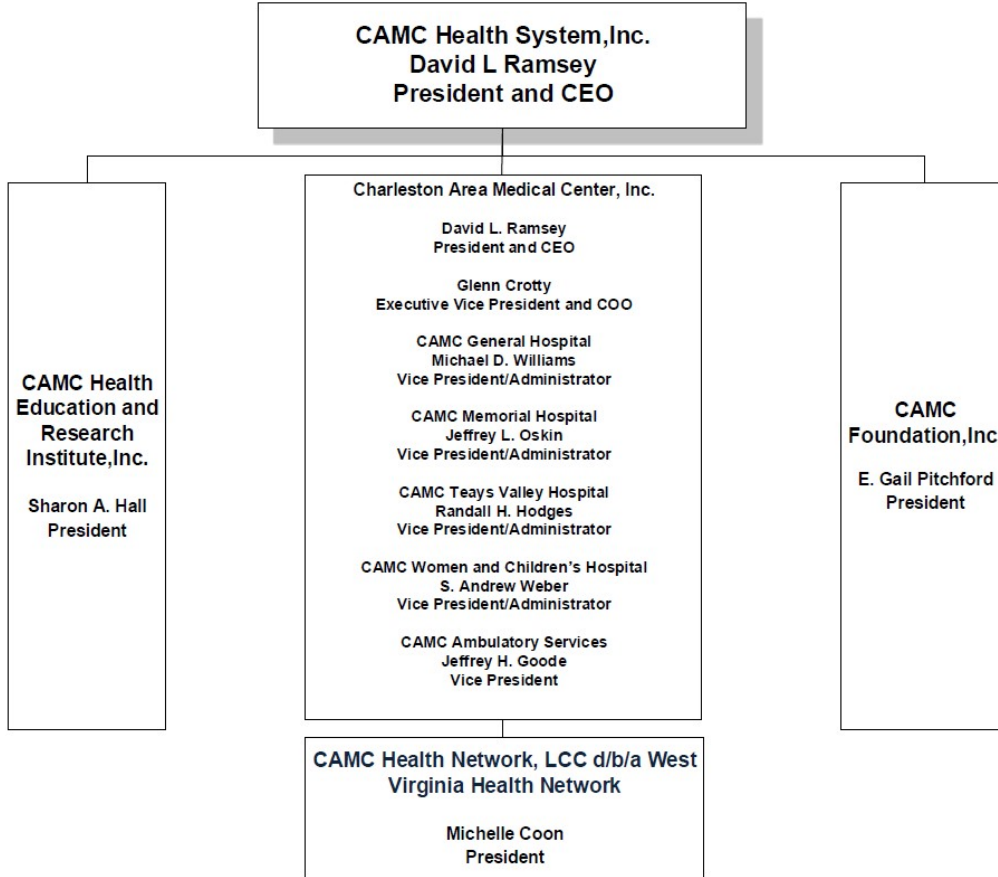 CAMC Health System,Inc.
David L Ramsey
President and CEO
CAMC Health
Education and
Research
Institute,Inc.
Sharon A. Hall
President
Charleston Area Medical Center, Inc.
David L. Ramsey
President and CEO
Glenn Crotty
Executive Vice President and COO
CAMC General Hospital
Michael D. Williams
Vice President/Administrator
CAMC Memorial Hospital
Jeffrey L. Oskin
Vice President/Administrator
CAMC Teays Valley Hospital
Randall H. Hodges
Vice President/Administrator
CAMC Women and Children’s Hospital
S. Andrew Weber
Vice President/Administrator
CAMC Ambulatory Services
Jeffrey H. Goode
Vice President
CAMC
Foundation,Inc
E. Gail Pitchford
President
CAMC Health Network, LCC d/b/a West
Virginia Health Network
Michelle Coon
President